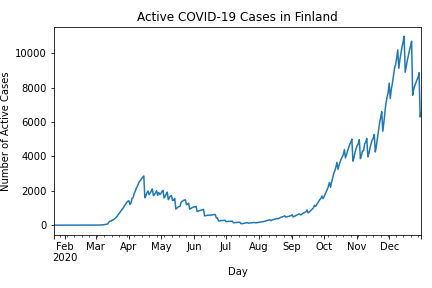 Active COVID-19 Cases in Finland
Number of Active Cases
10000
8000
6000
4000
2000
0
Feb Mar Apr May Jun Jul Aug Sep Oct Nov Dec
2020
Day